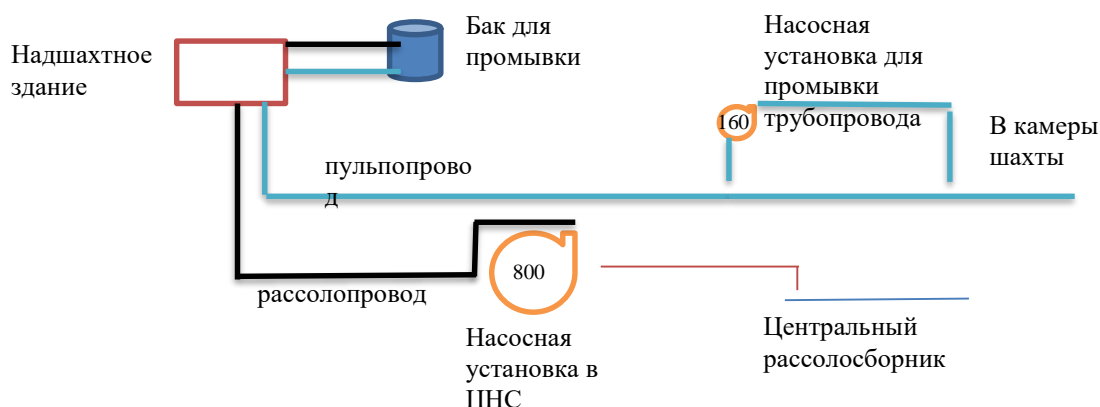 Надшахтное
здание
Бак для
промывки
Насосная
установка для
промывки
трубопровода
160
В камеры
шахты
пульпопрово
д
800
рассолопровод
Насосная
установка в
ЦНС
Центральный
рассолосборник